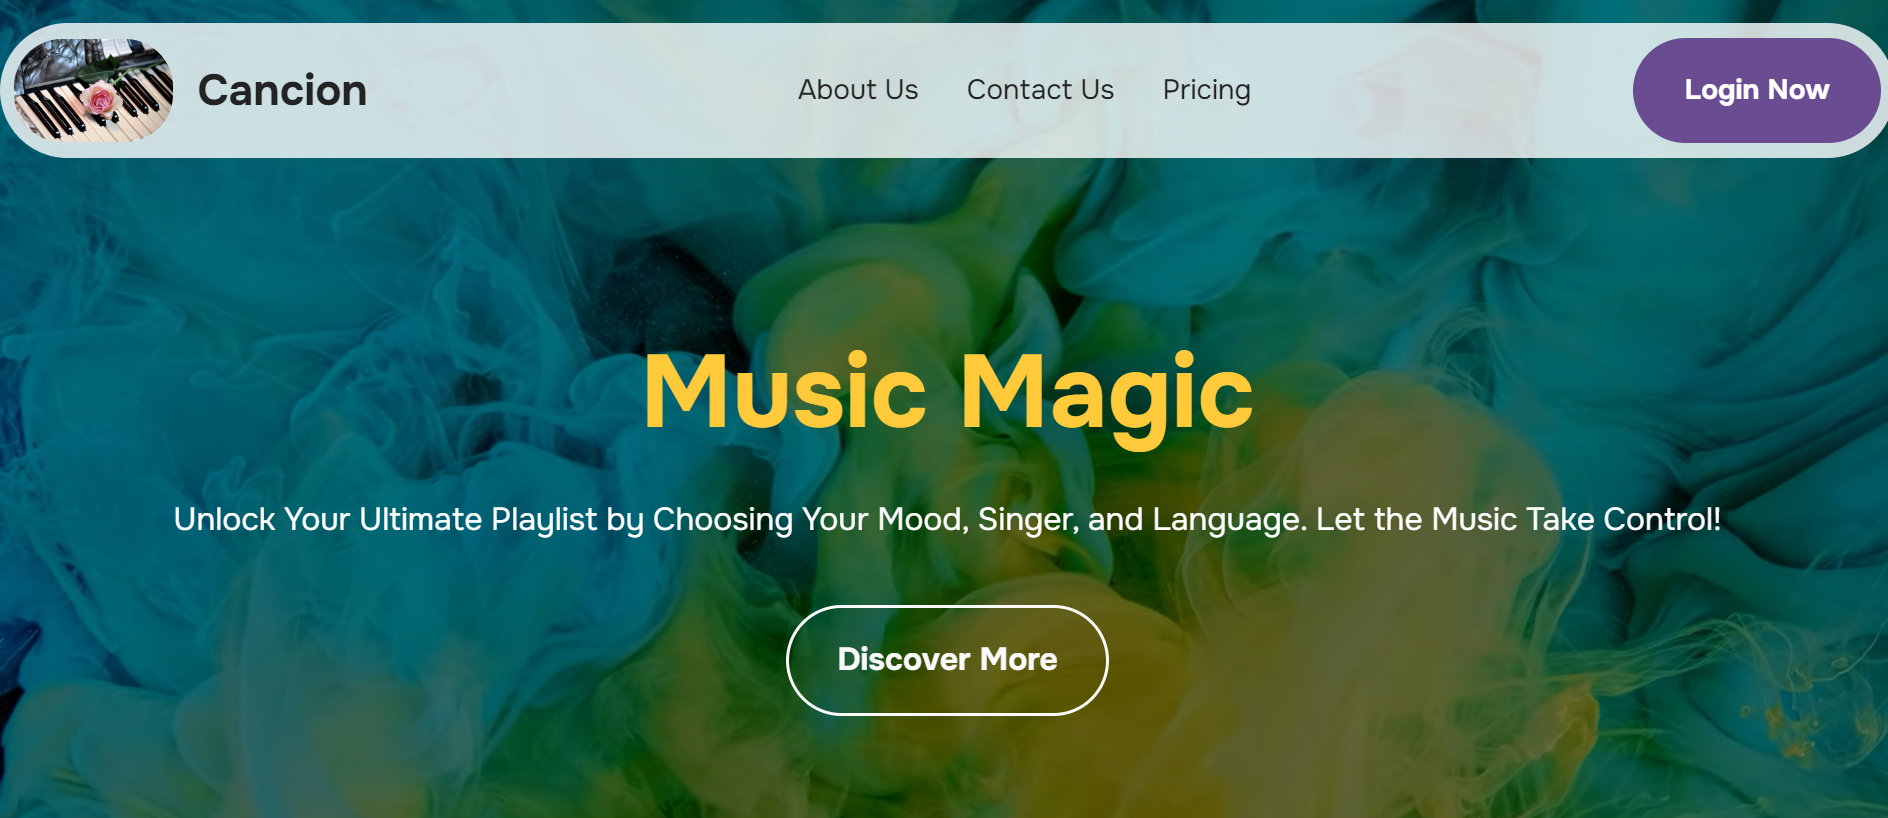 Cancion
About Us
Contact Us
Pricing
Login Now
Music Magic
Unlock Your Ultimate Playlist by Choosing Your Mood, Singer, and Language. Let the Music Take Control!
Discover More